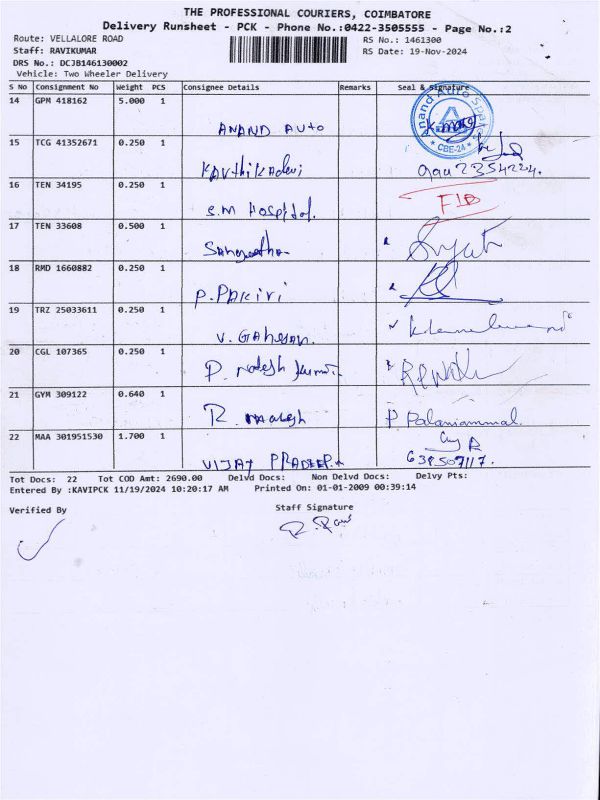 THE PROFESSIONAL COURIERS, COIMBATORE
Delivery Runsheet - PCK - Phone No.:0422-3505555 - Page No.:2
Route: VELLALORE ROAD
RS No.: 1461300
Staff: RAVIKUMAR
RS Date: 19-Nov-2024
DRS No.: DCJB146130002
Vehicle: Two Wheeler Delivery
S No Consignment No Weight PCS Consignee Details Remarks Seal & Signature
14 GPM 418162 5.000 1
ANAND AUTO
Anand Auto Spares
CBE-24
15 TCG 41352671 0.250 1
16 TEN 34195 0.250 1
S.M Hospital.
17 TEN 33608 0.500 1
18 RMD 1660882 0.250 1
P. PAKIRI
19 TRZ 25033611 0.250 1
V. GAnesan.
20 CGL 107365 0.250 1
21 GYM 309122 0.640 1
P Palaniammal.
22 MAA 301951530 1.700 1
VIJAY PRADEEP.
Tot Docs: 22 Tot COD Amt: 2690.00 Delvd Docs: Non Delvd Docs: Delvy Pts:
Entered By :KAVIPCK 11/19/2024 10:20:17 AM Printed On: 01-01-2009 00:39:14
Verified By
Staff Signature